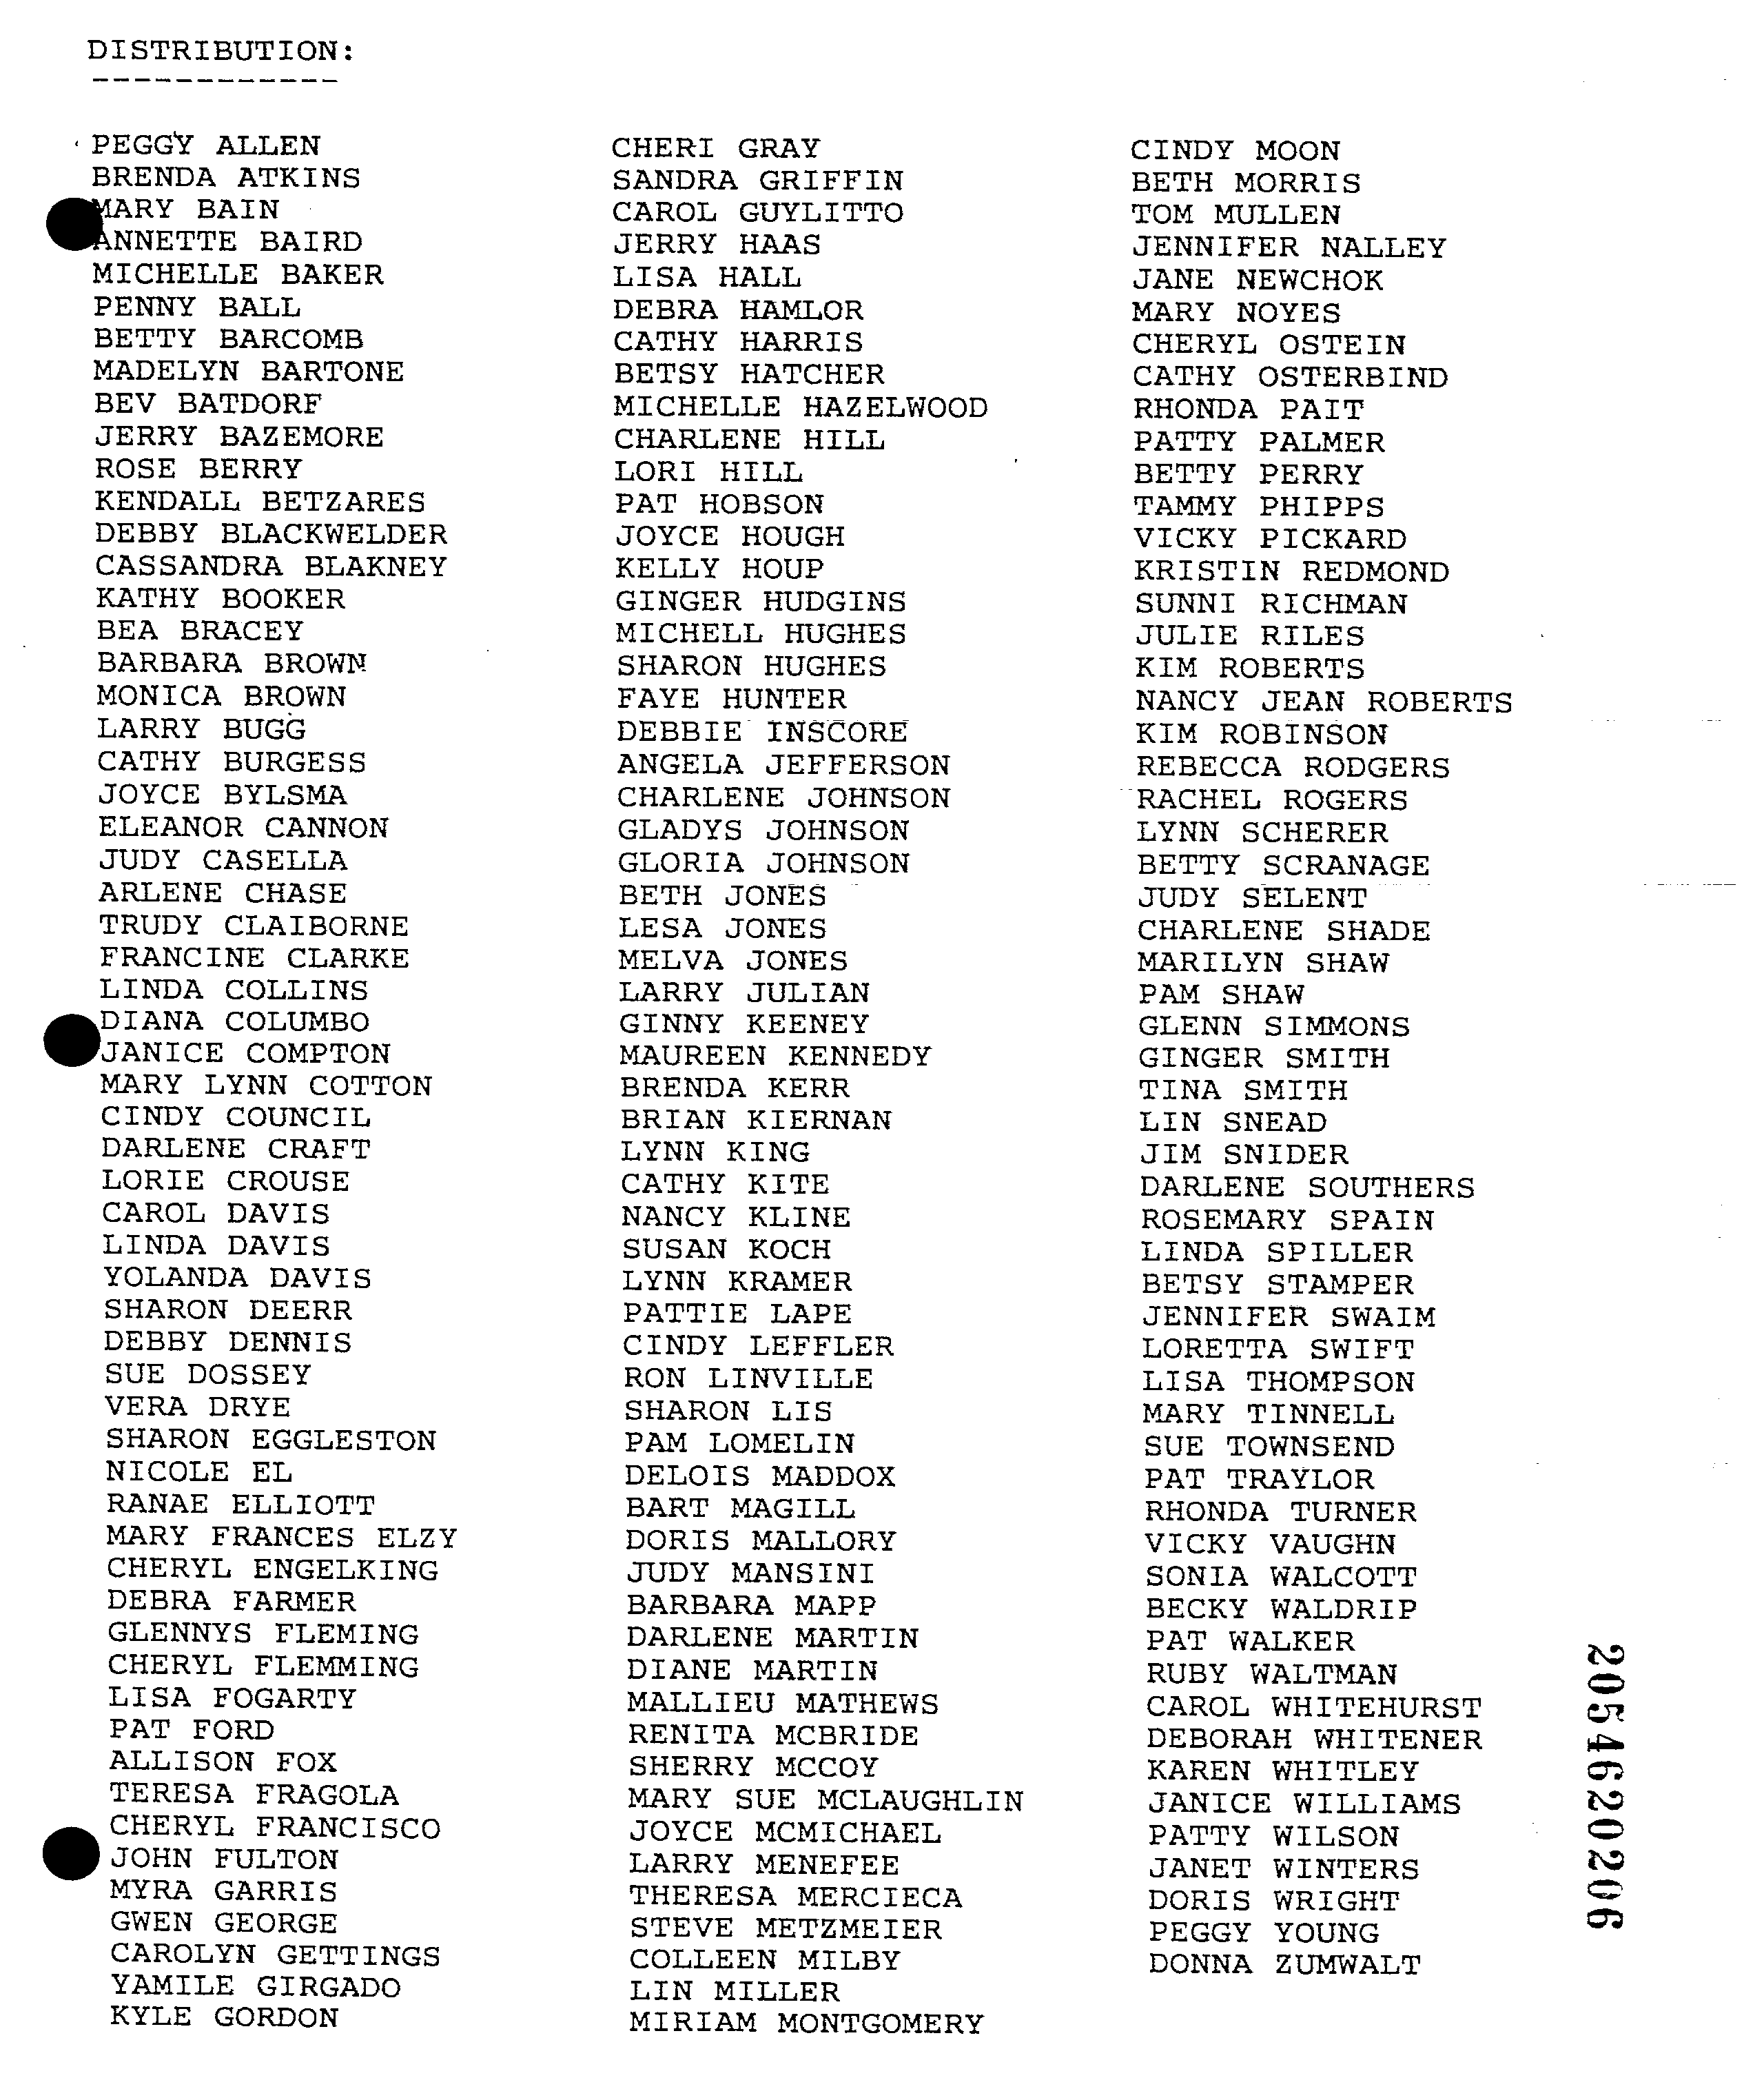 DISTRIBUTION:
------------
PEGGY ALLEN
BRENDA ATKINS
MARY BAIN
ANNETTE BAIRD
MICHELLE BAKER
PENNY BALL
BETTY BARCOMB
MADELYN BARTONE
BEV BATDORF
JERRY BAZEMORE
ROSE BERRY
KENDALL BETZARES
DEBBY BLACKWELDER
CASSANDRA BLAKNEY
KATHY BOOKER
BEA BRACEY
BARBARA BROWN
MONICA BROWN
LARRY BUGG
CATHY BURGESS
JOYCE BYLSMA
ELEANOR CANNON
JUDY CASELLA
ARLENE CHASE
TRUDY CLAIBORNE
FRANCINE CLARKE
LINDA COLLINS
DIANA COLUMBO
JANICE COMPTON
MARY LYNN COTTON
CINDY COUNCIL
DARLENE CRAFT
LORIE CROUSE
CAROL DAVIS
LINDA DAVIS
YOLANDA DAVIS
SHARON DEERR
DEBBY DENNIS
SUE DOSSEY
VERA DRYE
SHARON EGGLESTON
NICOLE EL
RANAE ELLIOTT
MARY FRANCES ELZY
CHERYL ENGELKING
DEBRA FARMER
GLENNYS FLEMING
CHERYL FLEMMING
LISA FOGARTY
PAT FORD
ALLISON FOX
TERESA FRAGOLA
CHERYL FRANCISCO
JOHN FULTON
MYRA GARRIS
GWEN GEORGE
CAROLYN GETTINGS
YAMILE GIRGADO
KYLE GORDON
CHERI GRAY
SANDRA GRIFFIN
CAROL GUYLITTO
JERRY HAAS
LISA HALL
DEBRA HAMLOR
CATHY HARRIS
BETSY HATCHER
MICHELLE HAZELWOOD
CHARLENE HILL
LORI HILL
PAT HOBSON
JOYCE HOUGH
KELLY HOUP
GINGER HUDGINS
MICHELL HUGHES
SHARON HUGHES
FAYE HUNTER
DEBBIE INSCORE
ANGELA JEFFERSON
CHARLENE JOHNSON
GLADYS JOHNSON
GLORIA JOHNSON
BETH JONES
LESA JONES
MELVA JONES
LARRY JULIAN
GINNY KEENEY
MAUREEN KENNEDY
BRENDA KERR
BRIAN KIERNAN
LYNN KING
CATHY KITE
NANCY KLINE
SUSAN KOCH
LYNN KRAMER
PATTIE LAPE
CINDY LEFFLER
RON LINVILLE
SHARON LIS
PAM LOMELIN
DELOIS MADDOX
BART MAGILL
DORIS MALLORY
JUDY MANSINI
BARBARA MAPP
DARLENE MARTIN
DIANE MARTIN
MALLIEU MATHEWS
RENITA MCBRIDE
SHERRY MCCOY
MARY SUE MCLAUGHLIN
JOYCE MCMICHAEL
LARRY MENEFEE
THERESA MERCIECA
STEVE METZMEIER
COLLEEN MILBY
LIN MILLER
MIRIAM MONTGOMERY
CINDY MOON
BETH MORRIS
TOM MULLEN
JENNIFER NALLEY
JANE NEWCHOK
MARY NOYES
CHERYL OSTEIN
CATHY OSTERBIND
RHONDA PAIT
PATTY PALMER
BETTY PERRY
TAMMY PHIPPS
VICKY PICKARD
KRISTIN REDMOND
SUNNI RICHMAN
JULIE RILES
KIM ROBERTS
NANCY JEAN ROBERTS
KIM ROBINSON
REBECCA RODGERS
RACHEL ROGERS
LYNN SCHERER
BETTY SCRANAGE
JUDY SELENT
CHARLENE SHADE
MARILYN SHAW
PAM SHAW
GLENN SIMMONS
GINGER SMITH
TINA SMITH
LIN SNEAD
JIM SNIDER
DARLENE SOUTHERS
ROSEMARY SPAIN
LINDA SPILLER
BETSY STAMPER
JENNIFER SWAIM
LORETTA SWIFT
LISA THOMPSON
MARY TINNELL
SUE TOWNSEND
PAT TRAYLOR
RHONDA TURNER
VICKY VAUGHN
SONIA WALCOTT
BECKY WALDRIP
PAT WALKER
RUBY WALTMAN
CAROL WHITEHURST
DEBORAH WHITENER
KAREN WHITLEY
JANICE WILLIAMS
PATTY WILSON
JANET WINTERS
DORIS WRIGHT
PEGGY YOUNG
DONNA ZUMWALT
2054620206